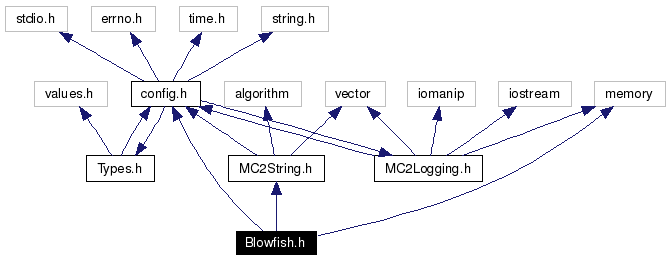 stdio.h errno.h time.h string.h
values.h config.h algorithm vector iomanip iostream memory
Types.h MC2String.h MC2Logging.h
Blowfish.h